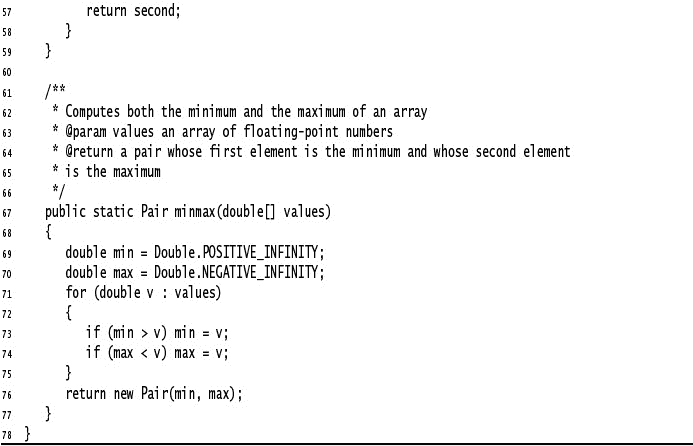 57 return second;
58 }
59 }
60
61 /**
62 * Computes both the minimum and the maximum of an array
63 * @param values an array of floating-point numbers
64 * @return a pair whose first element is the minimum and whose second element
65 * is the maximum
66 */
67 public static Pair minmax(double[] values)
68 {
69 double min = Double.POSITIVE_INFINITY;
70 double max = Double.NEGATIVE_INFINITY;
71 for (double v : values)
72 {
73 if (min > v) min = v;
74 if (max < v) max = v;
75 }
76 return new Pair(min, max);
77 }
78 }